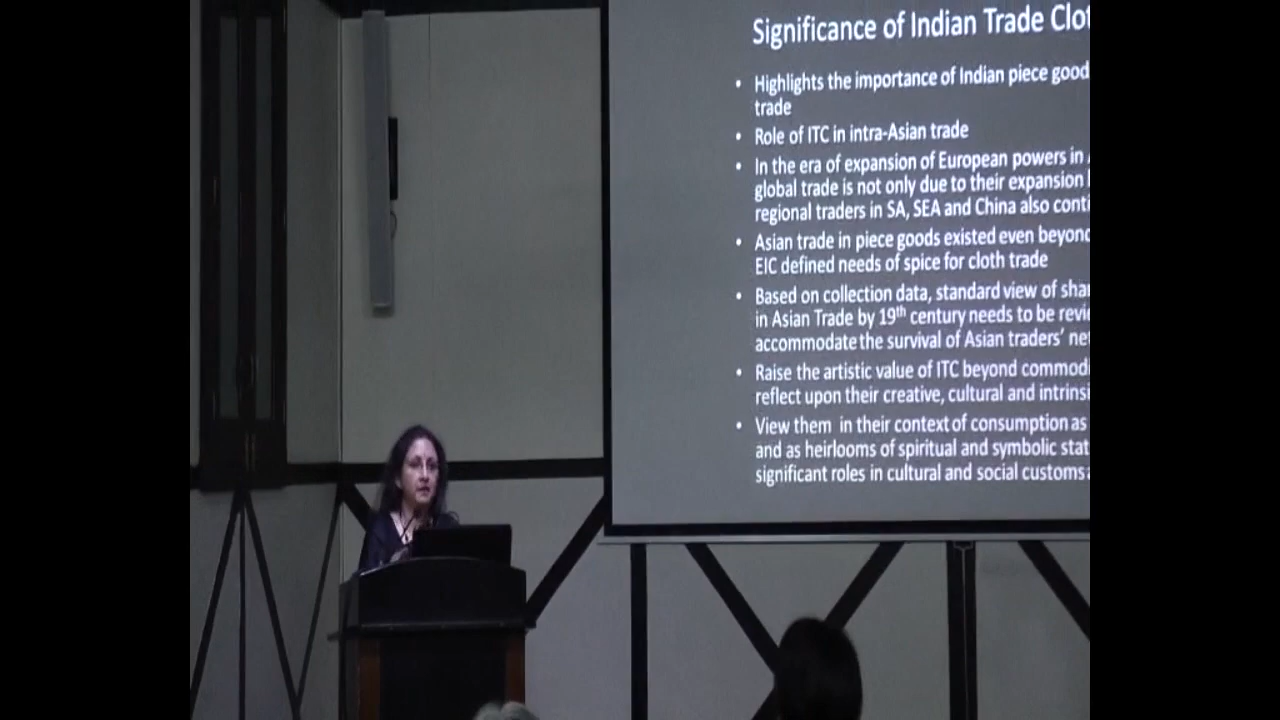 Significance of Indian Trade Clot
• Highlights the importance of Indian piece good
trade
• Role of ITC in intra-Asian trade
• In the era of expansion of European powers in
global trade is not only due to their expansion
regional traders in SA, SEA and China also conti
• Asian trade in piece goods existed even beyond
EIC defined needs of spice for cloth trade
• Based on collection data, standard view of shar
in Asian Trade by 19th century needs to be revie
accommodate the survival of Asian traders' net
• Raise the artistic value of ITC beyond commod
reflect upon their creative, cultural and intrinsi
• View them in their context of consumption as
and as heirlooms of spiritual and symbolic stat
significant roles in cultural and social customs